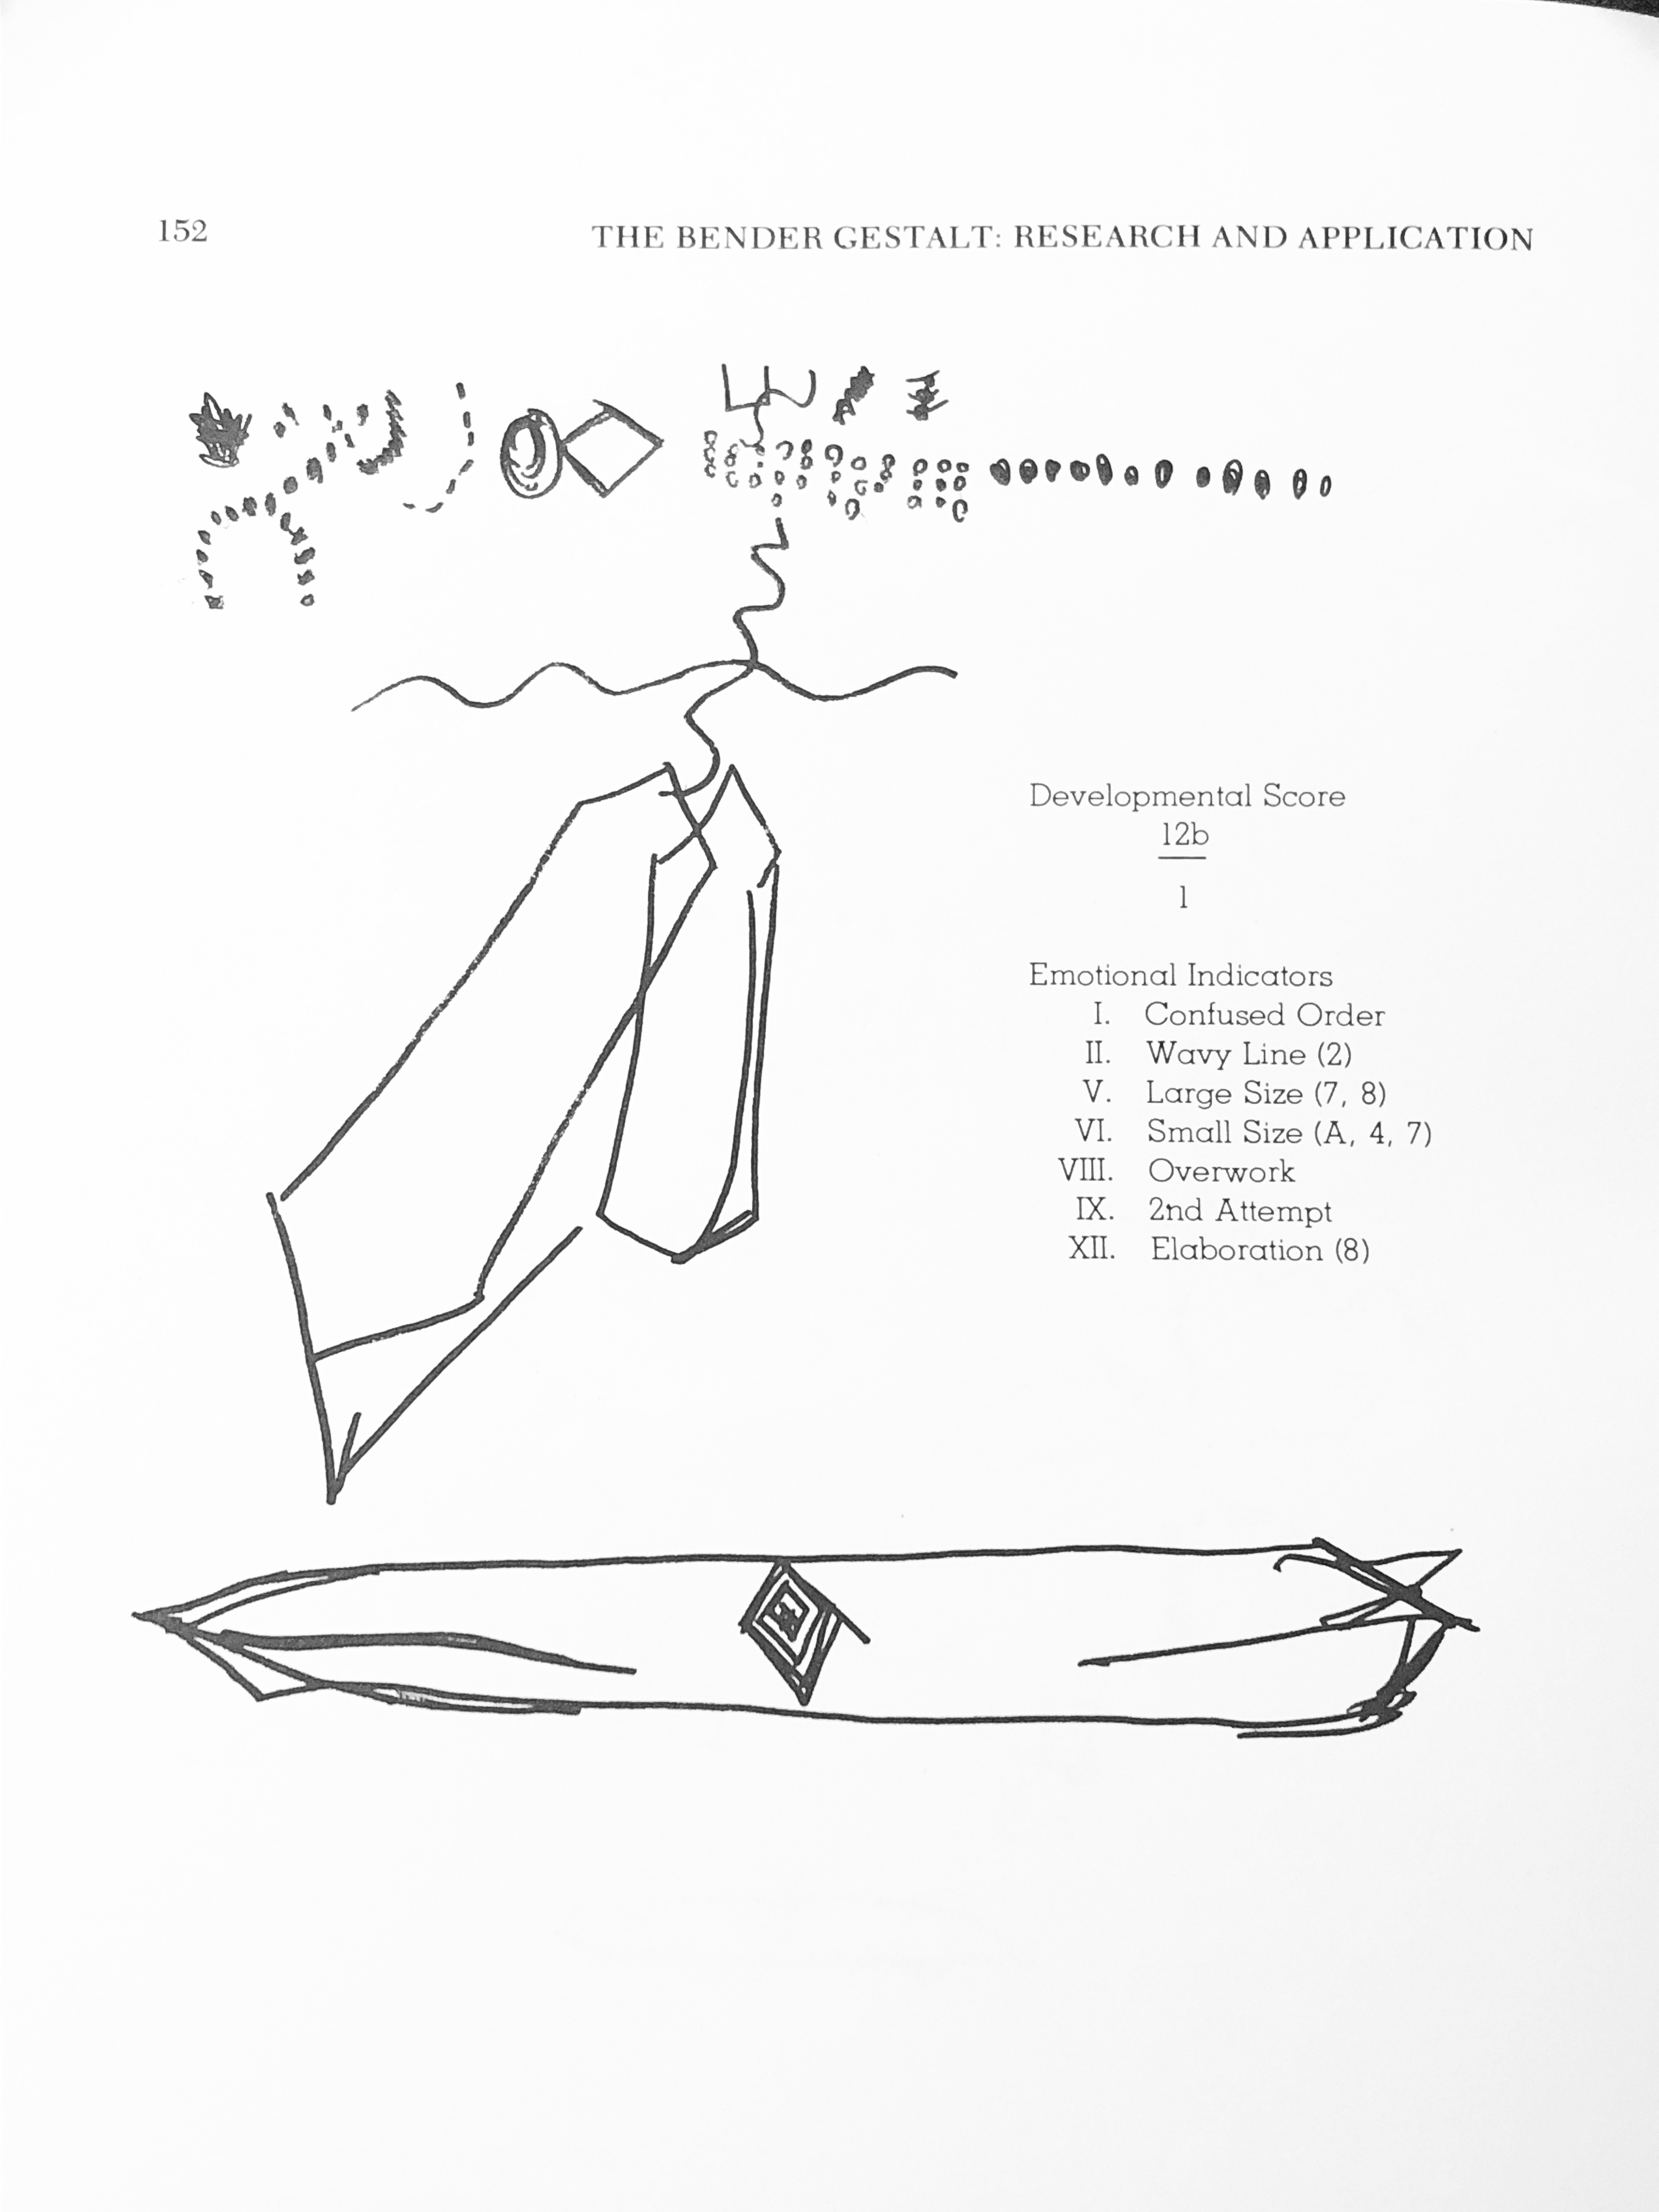 152 THE BENDER GESTALT: RESEARCH AND APPLICATION
Developmental Score
12b
1
Emotional Indicators
I. Confused Order
II. Wavy Line (2)
V. Large Size (7, 8)
VI. Small Size (A, 4, 7)
VIII. Overwork
IX. 2nd Attempt
XII. Elaboration (8)